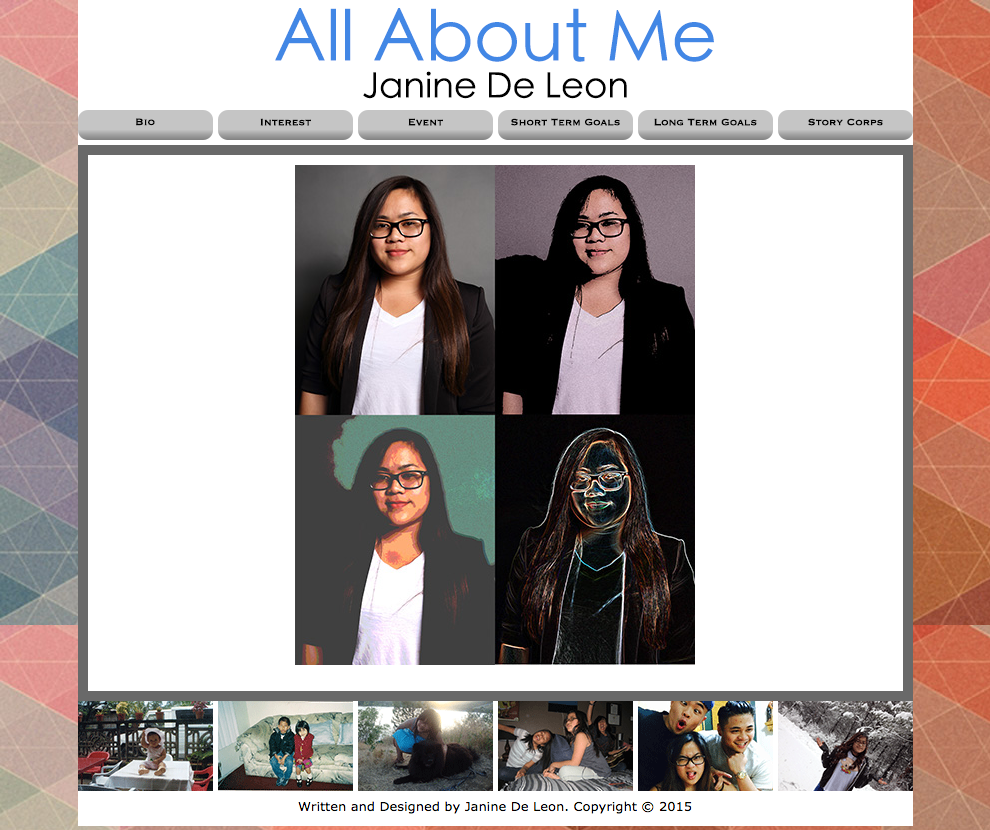 All About Me
Janine De Leon
Bio Interest Event Short Term Goals Long Term Goals Story Corps
Written and Designed by Janine De Leon. Copyright © 2015